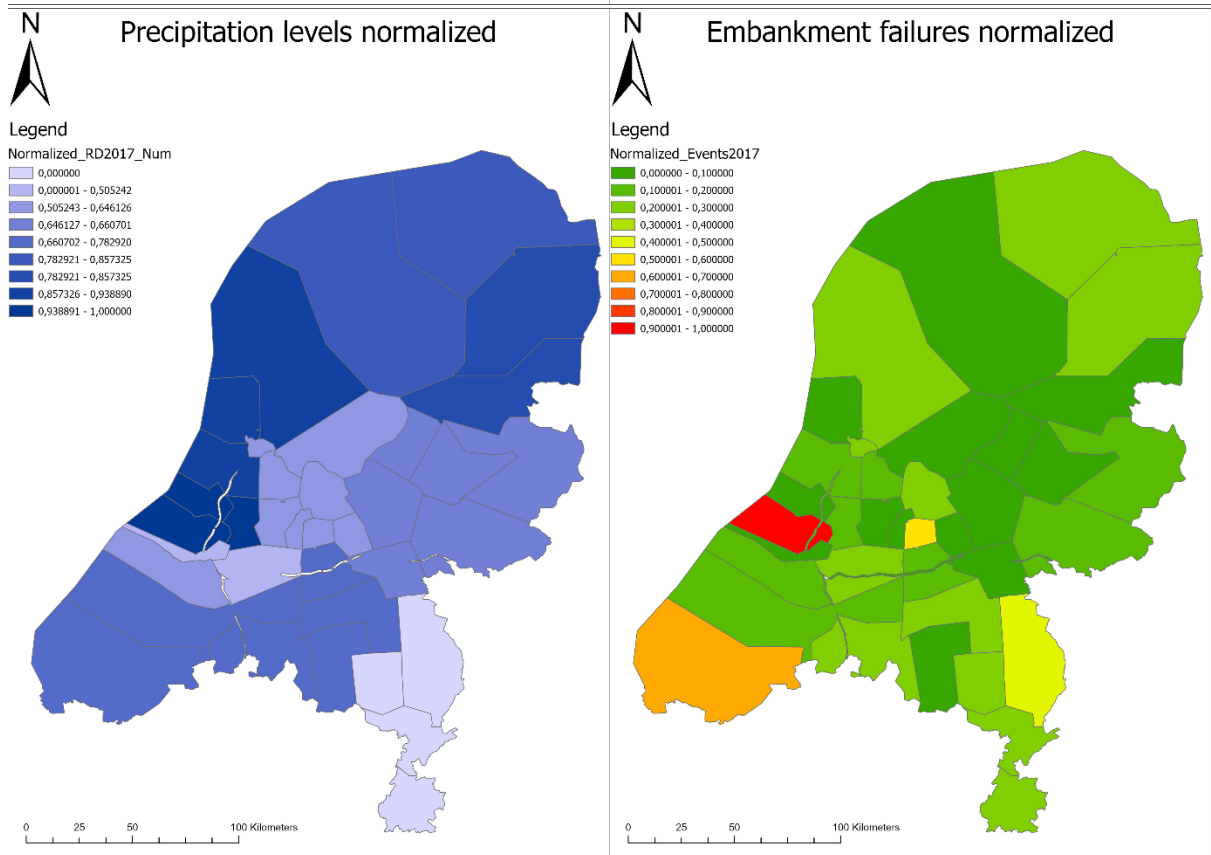 Precipitation levels normalized
N
Legend
Normalized_RD2017_Num
0,000000
0,000001 - 0,505242
0,505243 - 0,646126
0,646127 - 0,660701
0,660702 - 0,782920
0,782921 - 0,857325
0,782921 - 0,857325
0,857326 - 0,938890
0,938891 - 1,000000
0 25 50 100 Kilometers
Embankment failures normalized
N
Legend
Normalized_Events2017
0,000000 - 0,100000
0,100001 - 0,200000
0,200001 - 0,300000
0,300001 - 0,400000
0,400001 - 0,500000
0,500001 - 0,600000
0,600001 - 0,700000
0,700001 - 0,800000
0,800001 - 0,900000
0,900001 - 1,000000
0 25 50 100 Kilometers